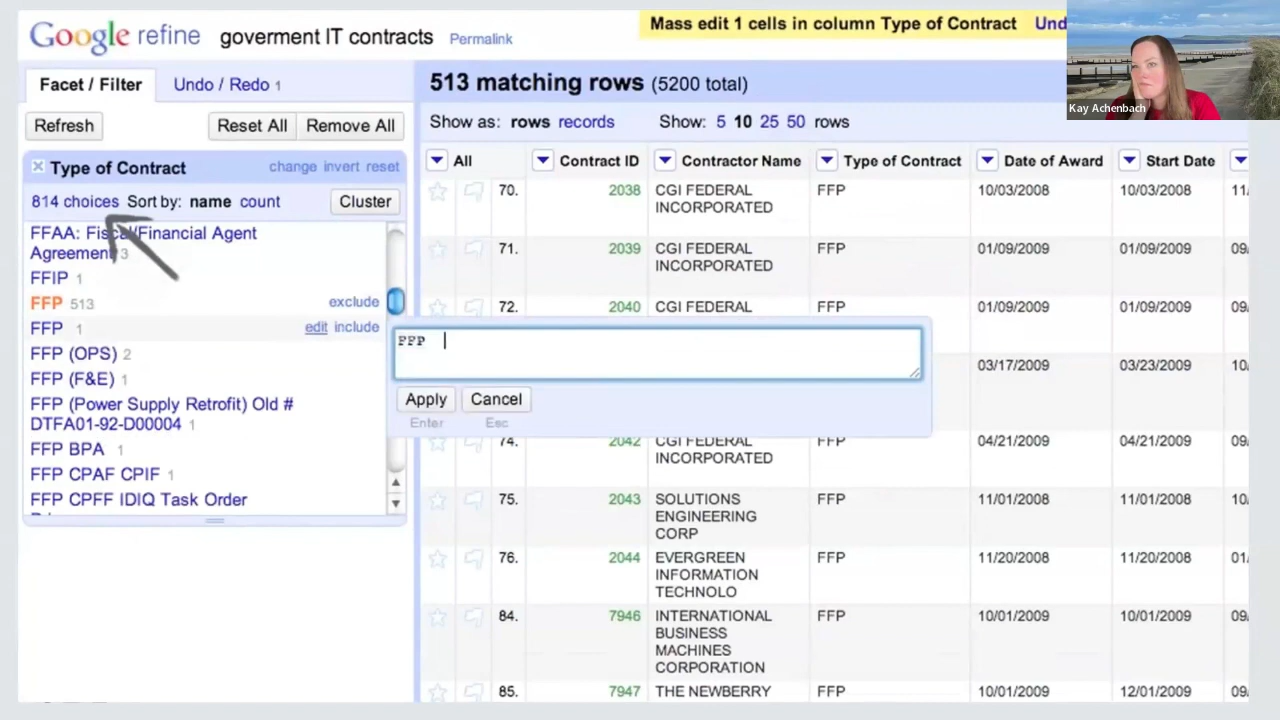 Google refine goverment IT contracts Permalink
Mass edit 1 cells in column Type of Contract Und
Kay Achenbach
Facet / Filter Undo / Redo 1
Refresh Reset All Remove All
Type of Contract change invert reset
814 choices Sort by: name count Cluster
FFAA: Fiscal/Financial Agent
Agreement 3
FFIP 1
FFP 513 exclude
FFP 1 edit include
FFP (OPS) 2
FFP (F&E) 1
FFP (Power Supply Retrofit) Old #
DTFA01-92-D00004 1
FFP BPA 1
FFP CPAF CPIF 1
FFP CPFF IDIQ Task Order
513 matching rows (5200 total)
Show as: rows records Show: 5 10 25 50 rows
All Contract ID Contractor Name Type of Contract Date of Award Start Date
70. 2038 CGI FEDERAL FFP 10/03/2008 10/03/2008 11/
INCORPORATED
71. 2039 CGI FEDERAL FFP 01/09/2009 01/09/2009 09/
INCORPORATED
72. 2040 CGI FEDERAL FFP 01/09/2009 01/09/2009 09/
FFP
03/17/2009 03/23/2009 10/
Apply Cancel
Enter Esc
74. 2042 CGI FEDERAL FFP 04/21/2009 04/21/2009 09/
INCORPORATED
75. 2043 SOLUTIONS FFP 11/01/2008 11/01/2008 10/
ENGINEERING
CORP
76. 2044 EVERGREEN FFP 11/20/2008 11/20/2008 01/
INFORMATION
TECHNOLO
84. 7946 INTERNATIONAL FFP 10/01/2009 10/01/2009 09/
BUSINESS
MACHINES
CORPORATION
85. 7947 THE NEWBERRY FFP 10/01/2009 12/01/2009 09/